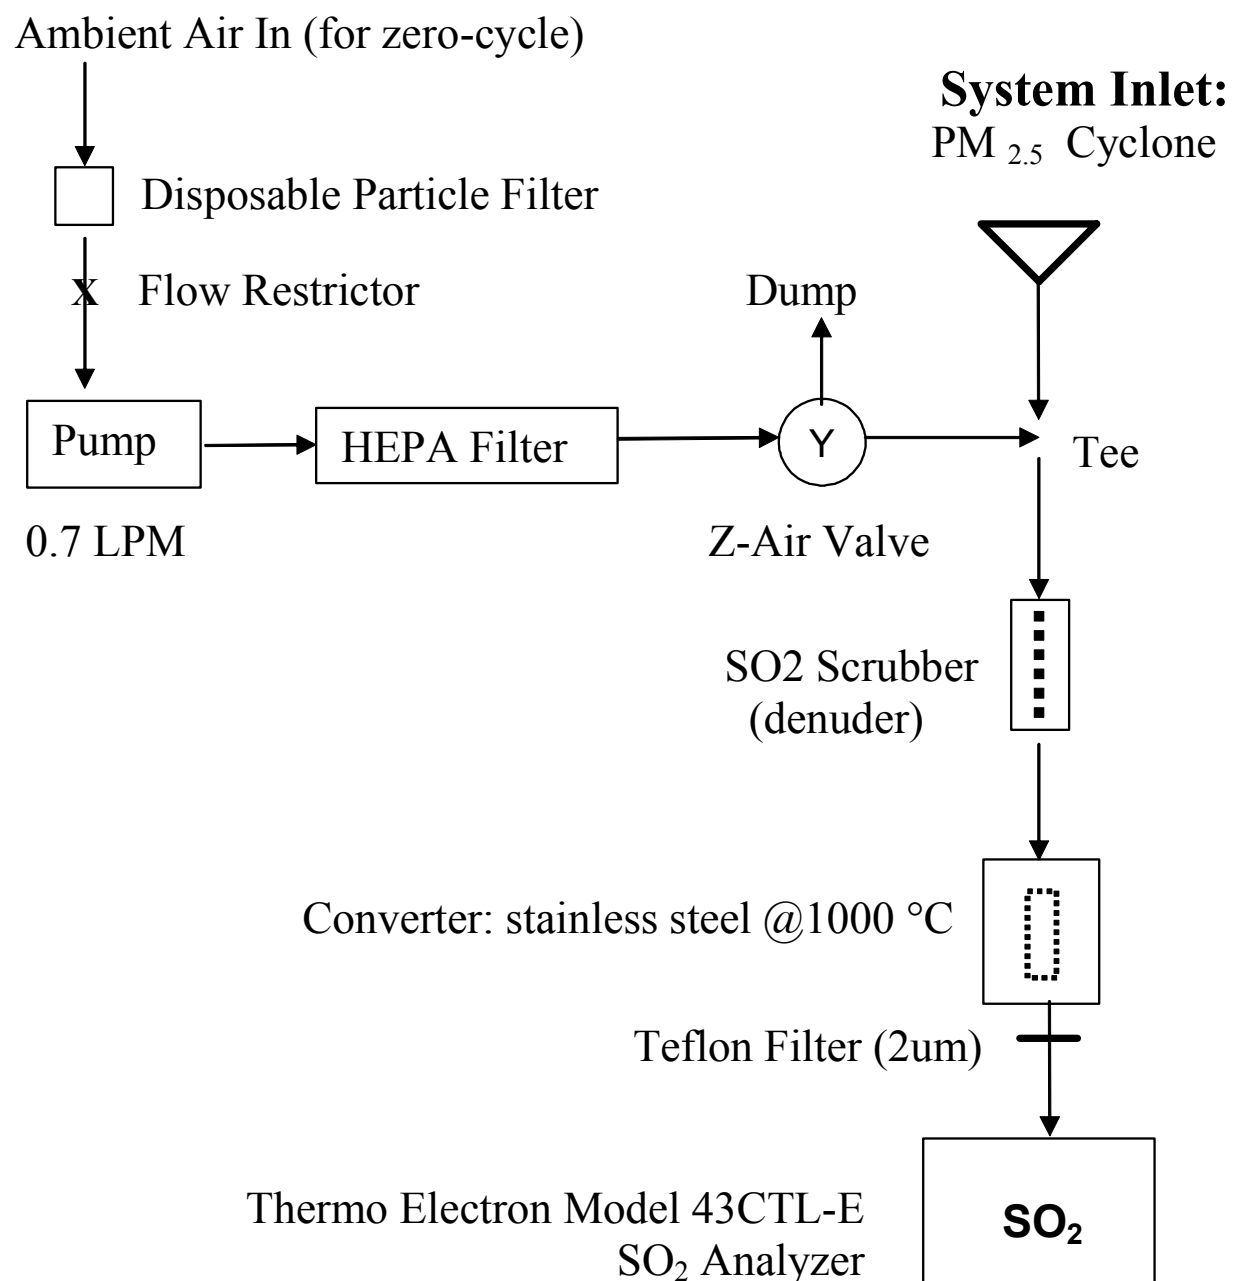 Ambient Air In (for zero-cycle)
System Inlet:
PM 2.5 Cyclone
Disposable Particle Filter
X Flow Restrictor
Dump
Pump
HEPA Filter
Y
Tee
0.7 LPM
Z-Air Valve
SO2 Scrubber
(denuder)
Converter: stainless steel @1000 °C
Teflon Filter (2um)
Thermo Electron Model 43CTL-E
SO₂ Analyzer
SO₂